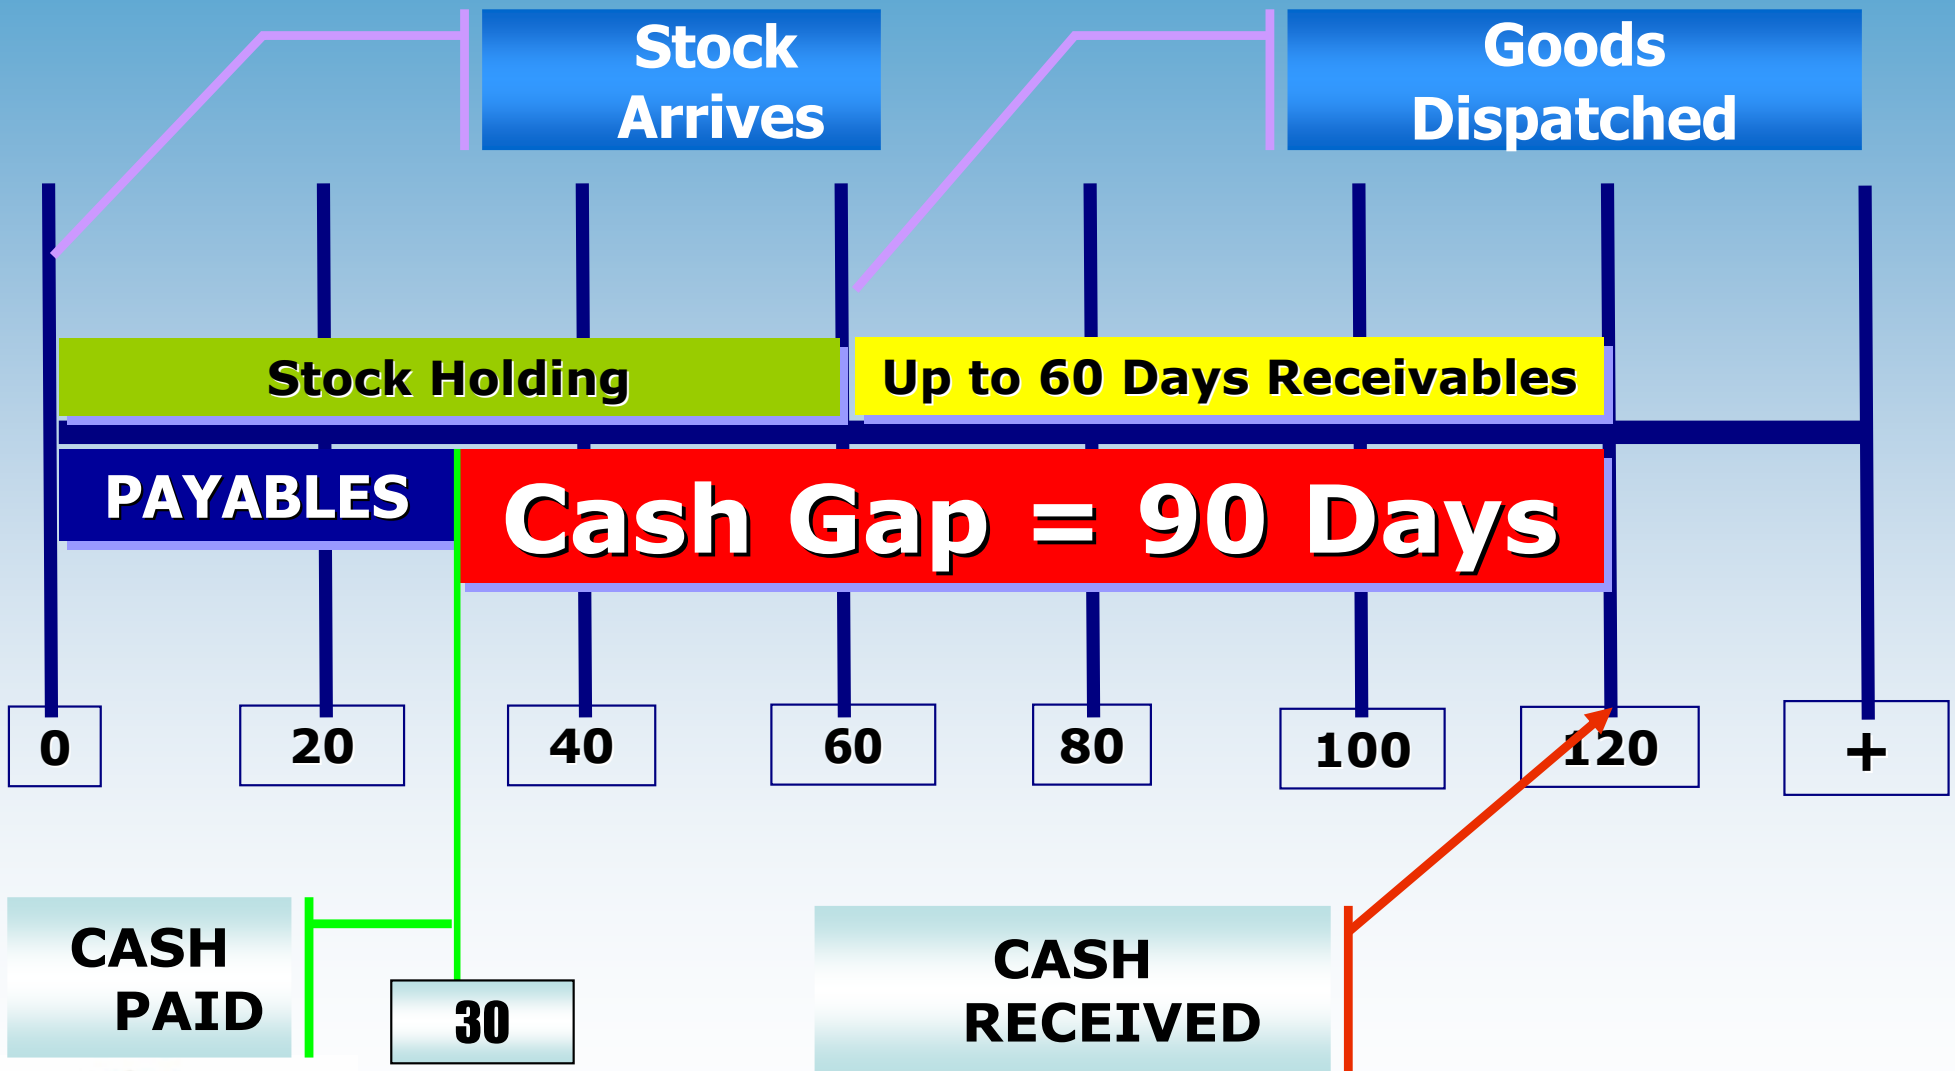 Stock
Arrives
Goods
Dispatched
Stock Holding
Up to 60 Days Receivables
PAYABLES
Cash Gap = 90 Days
0
20
40
60
80
100
120
+
CASH
PAID
30
CASH
RECEIVED